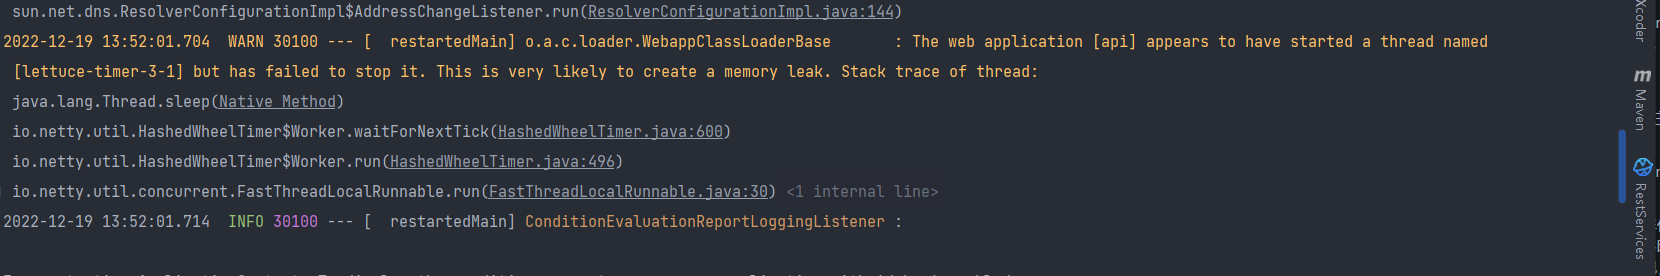 sun.net.dns.ResolverConfigurationImpl$AddressChangeListener.run(ResolverConfigurationImpl.java:144)
2022-12-19 13:52:01.704  WARN 30100 --- [  restartedMain] o.a.c.loader.WebappClassLoaderBase       : The web application [api] appears to have started a thread named
[lettuce-timer-3-1] but has failed to stop it. This is very likely to create a memory leak. Stack trace of thread:
java.lang.Thread.sleep(Native Method)
io.netty.util.HashedWheelTimer$Worker.waitForNextTick(HashedWheelTimer.java:600)
io.netty.util.HashedWheelTimer$Worker.run(HashedWheelTimer.java:496)
io.netty.util.concurrent.FastThreadLocalRunnable.run(FastThreadLocalRunnable.java:30) <1 internal line>
2022-12-19 13:52:01.714  INFO 30100 --- [  restartedMain] ConditionEvaluationReportLoggingListener :
Xcoder
m Maven
RestServices